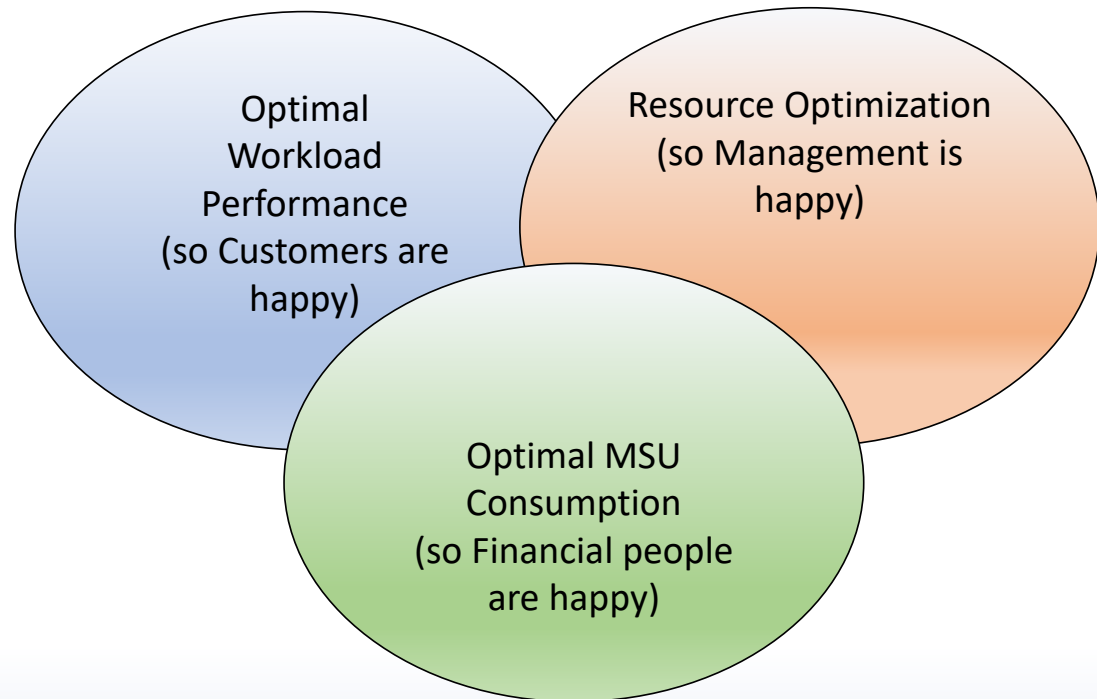 Optimal
Workload
Performance
(so Customers are
happy)
Resource Optimization
(so Management is
happy)
Optimal MSU
Consumption
(so Financial people
are happy)